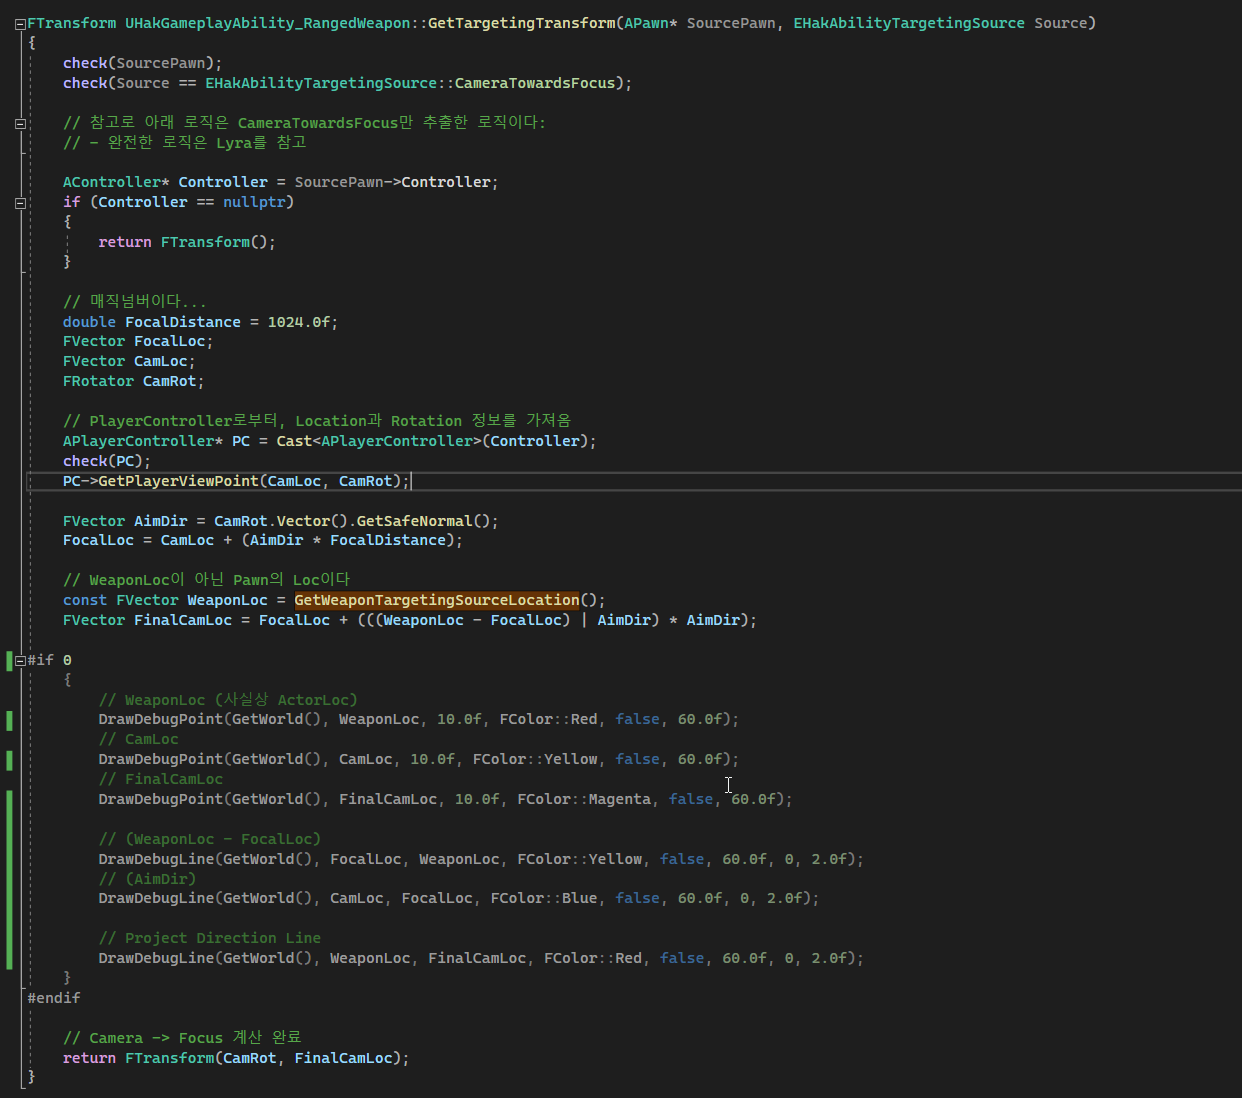 FTransform UHakGameplayAbility_RangedWeapon::GetTargetingTransform(APawn* SourcePawn, EHakAbilityTargetingSource Source)
{
    check(SourcePawn);
    check(Source == EHakAbilityTargetingSource::CameraTowardsFocus);

    // 참고로 아래 로직은 CameraTowardsFocus만 추출한 로직이다:
    // - 완전한 로직은 Lyra를 참고

    AController* Controller = SourcePawn->Controller;
    if (Controller == nullptr)
    {
        return FTransform();
    }

    // 매직넘버이다...
    double FocalDistance = 1024.0f;
    FVector FocalLoc;
    FVector CamLoc;
    FRotator CamRot;

    // PlayerController로부터, Location과 Rotation 정보를 가져옴
    APlayerController* PC = Cast<APlayerController>(Controller);
    check(PC);
    PC->GetPlayerViewPoint(CamLoc, CamRot);

    FVector AimDir = CamRot.Vector().GetSafeNormal();
    FocalLoc = CamLoc + (AimDir * FocalDistance);

    // WeaponLoc이 아닌 Pawn의 Loc이다
    const FVector WeaponLoc = GetWeaponTargetingSourceLocation();
    FVector FinalCamLoc = FocalLoc + (((WeaponLoc - FocalLoc) | AimDir) * AimDir);

#if 0
    {
        // WeaponLoc (사실상 ActorLoc)
        DrawDebugPoint(GetWorld(), WeaponLoc, 10.0f, FColor::Red, false, 60.0f);
        // CamLoc
        DrawDebugPoint(GetWorld(), CamLoc, 10.0f, FColor::Yellow, false, 60.0f);
        // FinalCamLoc
        DrawDebugPoint(GetWorld(), FinalCamLoc, 10.0f, FColor::Magenta, false, 60.0f);

        // (WeaponLoc - FocalLoc)
        DrawDebugLine(GetWorld(), FocalLoc, WeaponLoc, FColor::Yellow, false, 60.0f, 0, 2.0f);
        // (AimDir)
        DrawDebugLine(GetWorld(), CamLoc, FocalLoc, FColor::Blue, false, 60.0f, 0, 2.0f);

        // Project Direction Line
        DrawDebugLine(GetWorld(), WeaponLoc, FinalCamLoc, FColor::Red, false, 60.0f, 0, 2.0f);
    }
#endif

    // Camera -> Focus 계산 완료
    return FTransform(CamRot, FinalCamLoc);
}